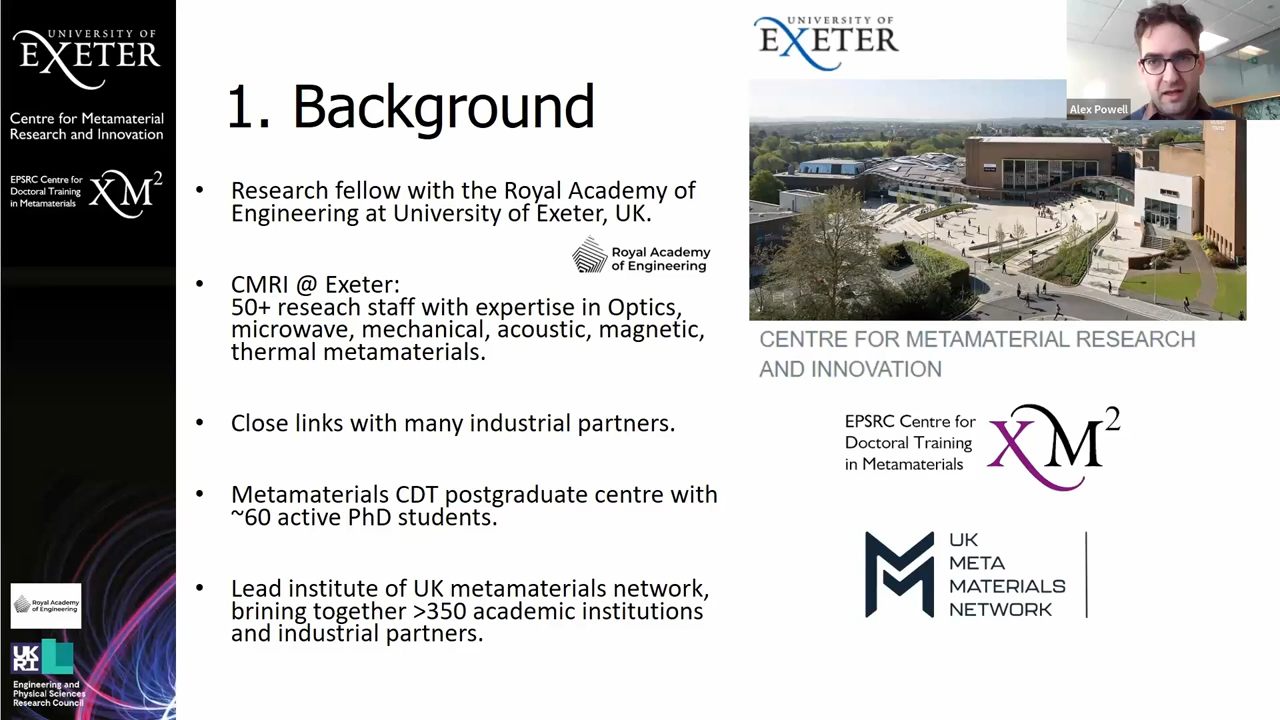 UNIVERSITY OF
EXETER
Centre for Metamaterial
Research and Innovation
EPSRC Centre for
Doctoral Training
in Metamaterials
XM²
Royal Academy
of Engineering
UKRI
Engineering and
Physical Sciences
Research Council
1. Background
• Research fellow with the Royal Academy of
Engineering at University of Exeter, UK.
Royal Academy
of Engineering
• CMRI @ Exeter:
50+ reseach staff with expertise in Optics,
microwave, mechanical, acoustic, magnetic,
thermal metamaterials.
• Close links with many industrial partners.
• Metamaterials CDT postgraduate centre with
~60 active PhD students.
• Lead institute of UK metamaterials network,
brining together >350 academic institutions
and industrial partners.
UNIVERSITY OF
EXETER
Alex Powell
CENTRE FOR METAMATERIAL RESEARCH
AND INNOVATION
EPSRC Centre for
Doctoral Training
in Metamaterials
XM²
UK
META
MATERIALS
NETWORK